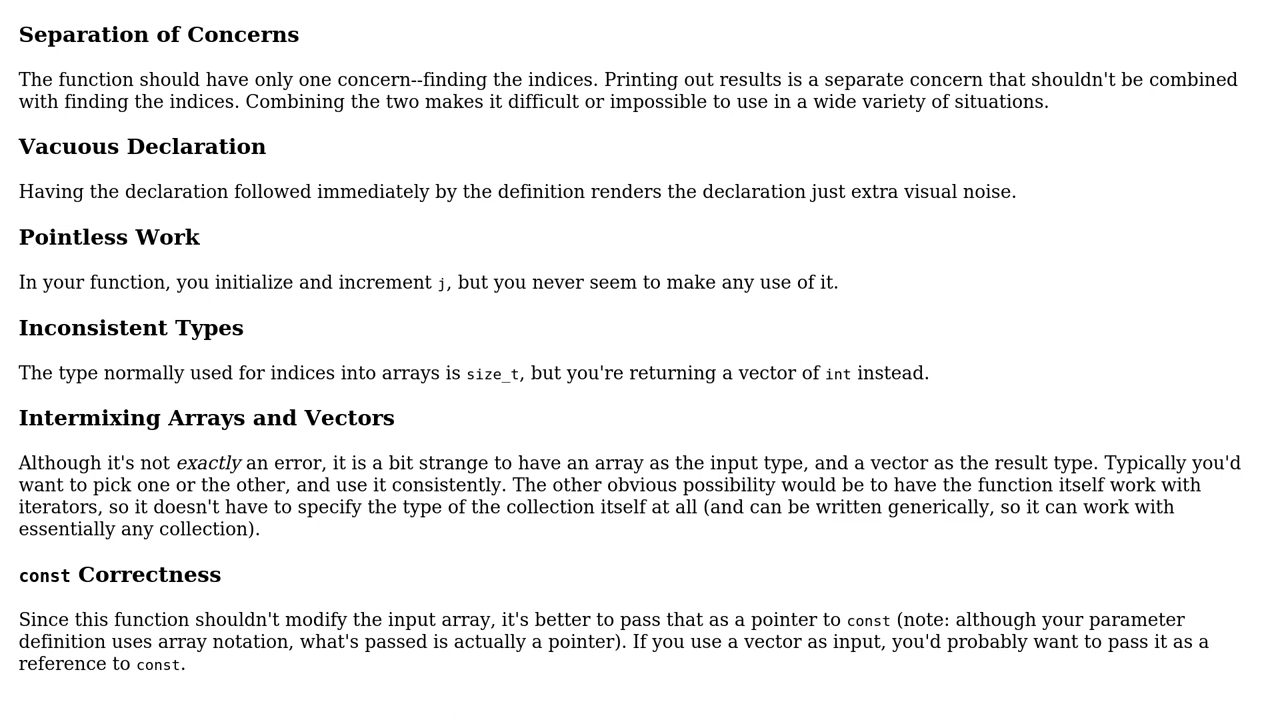 Separation of Concerns
The function should have only one concern--finding the indices. Printing out results is a separate concern that shouldn't be combined
with finding the indices. Combining the two makes it difficult or impossible to use in a wide variety of situations.
Vacuous Declaration
Having the declaration followed immediately by the definition renders the declaration just extra visual noise.
Pointless Work
In your function, you initialize and increment j, but you never seem to make any use of it.
Inconsistent Types
The type normally used for indices into arrays is size_t, but you're returning a vector of int instead.
Intermixing Arrays and Vectors
Although it's not exactly an error, it is a bit strange to have an array as the input type, and a vector as the result type. Typically you'd
want to pick one or the other, and use it consistently. The other obvious possibility would be to have the function itself work with
iterators, so it doesn't have to specify the type of the collection itself at all (and can be written generically, so it can work with
essentially any collection).
const Correctness
Since this function shouldn't modify the input array, it's better to pass that as a pointer to const (note: although your parameter
definition uses array notation, what's passed is actually a pointer). If you use a vector as input, you'd probably want to pass it as a
reference to const.